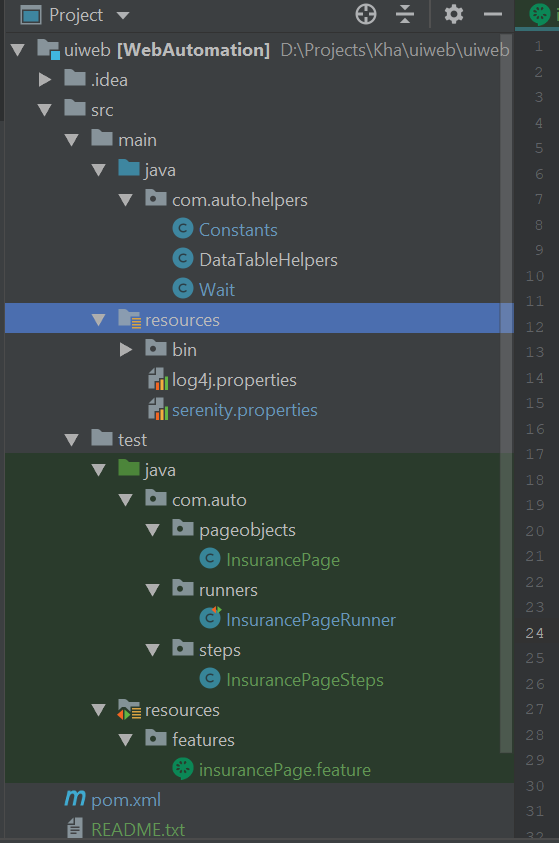 Project
uiweb [WebAutomation] D:\Projects\Kha\uiweb\uiweb
.idea
src
main
java
com.auto.helpers
Constants
DataTableHelpers
Wait
resources
bin
log4j.properties
serenity.properties
test
java
com.auto
pageobjects
InsurancePage
runners
InsurancePageRunner
steps
InsurancePageSteps
resources
features
insurancePage.feature
pom.xml
README.txt
1
2
3
4
5
6
7
8
9
10
11
12
13
14
15
16
17
18
19
20
21
22
23
24
25
26
27
28
29
30
31
32